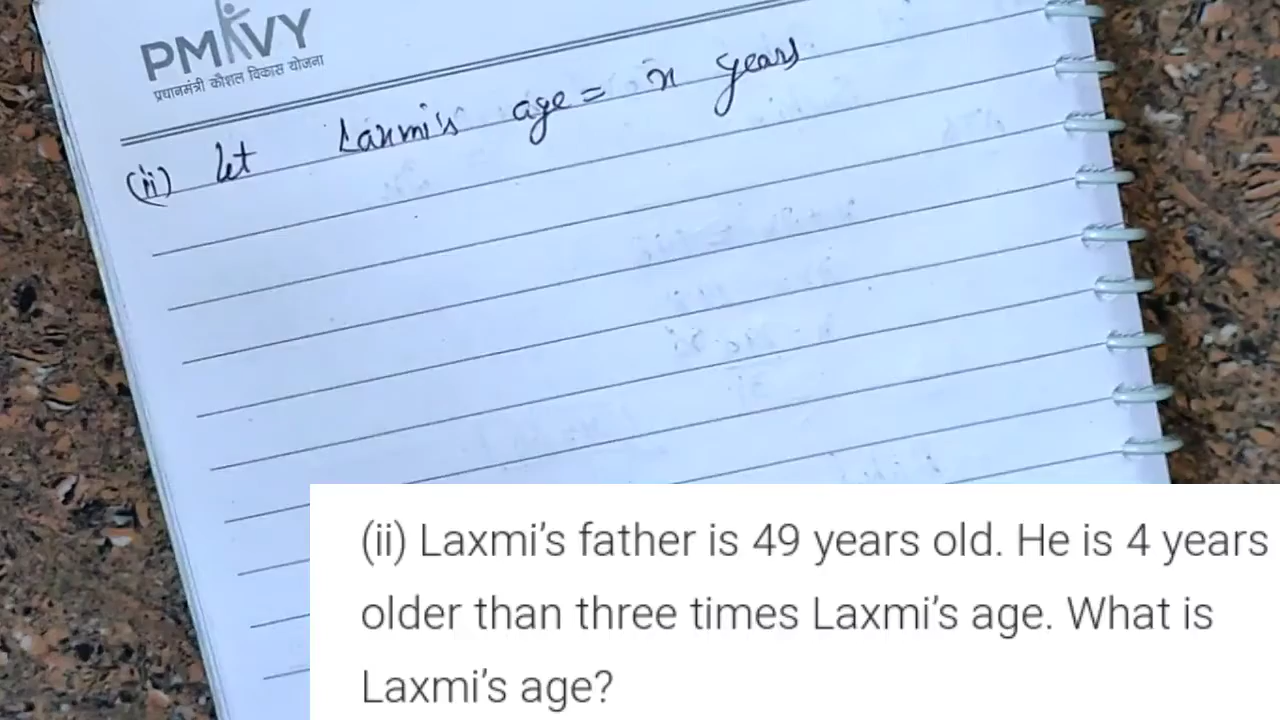 PMKVY
प्रधानमंत्री कौशल विकास योजना
(ii) Let Laxmi's age = x years
(ii) Laxmi's father is 49 years old. He is 4 years
older than three times Laxmi's age. What is
Laxmi's age?